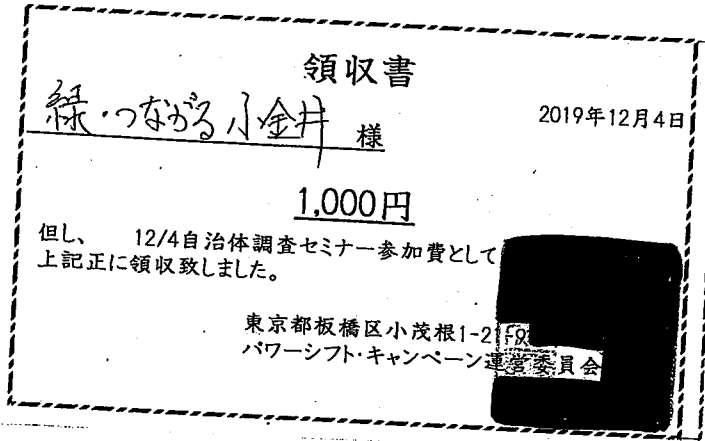 領収書
緑・つながる小金井 様
2019年12月4日
1,000円
但し、 12/4自治体調査セミナー参加費として
上記正に領収致しました。
東京都板橋区小茂根1-2
パワーシフト・キャンペーン運営委員会